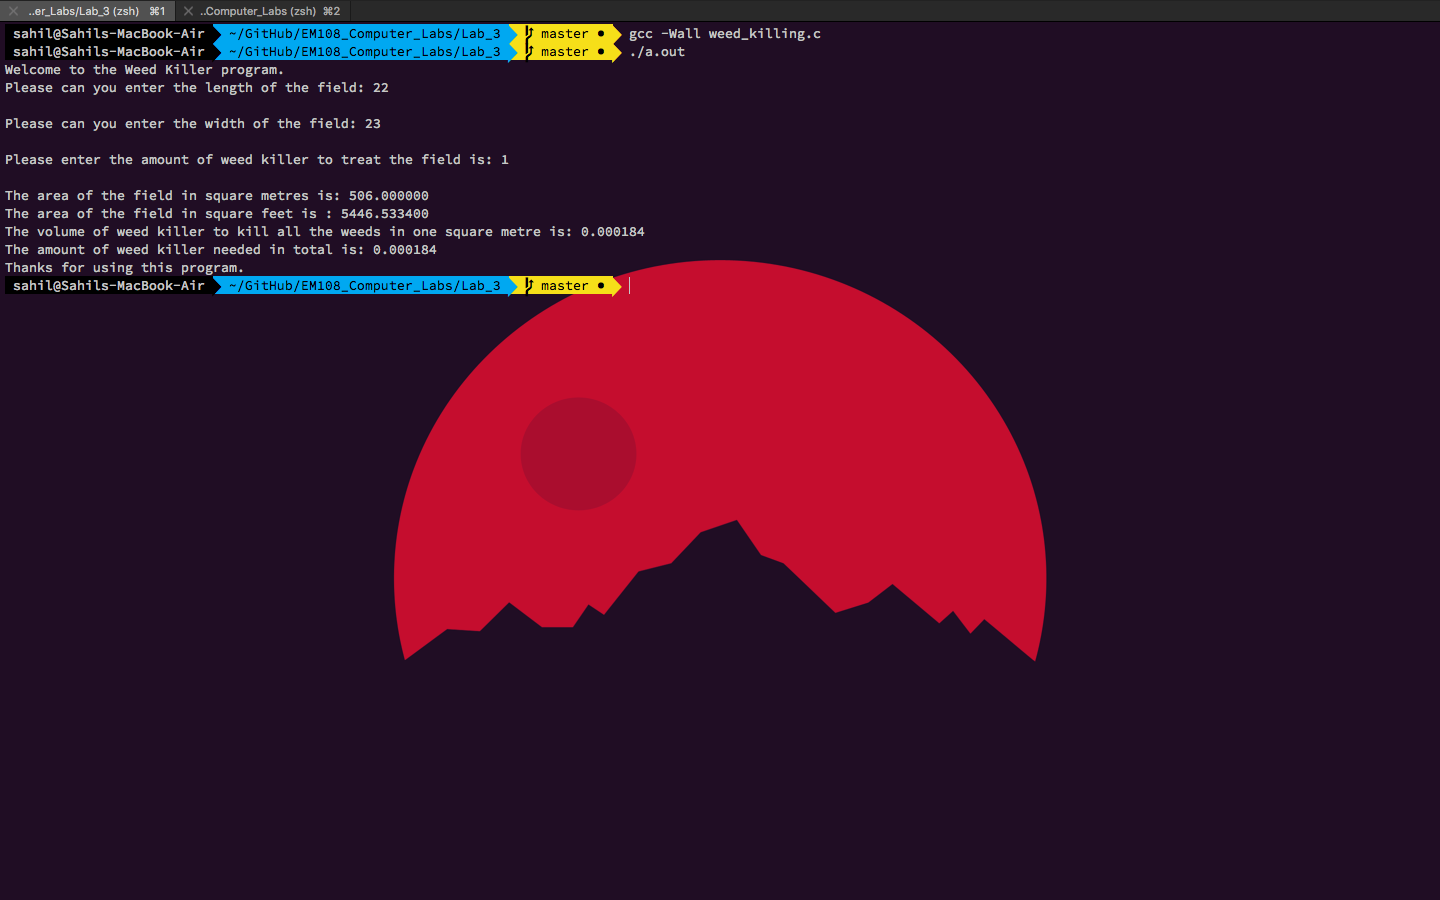 ..er_Labs/Lab_3 (zsh) ⌘1 ..Computer_Labs (zsh) ⌘2
sahil@Sahils-MacBook-Air ~/GitHub/EM108_Computer_Labs/Lab_3 master ● gcc -Wall weed_killing.c
sahil@Sahils-MacBook-Air ~/GitHub/EM108_Computer_Labs/Lab_3 master ● ./a.out
Welcome to the Weed Killer program.
Please can you enter the length of the field: 22
Please can you enter the width of the field: 23
Please enter the amount of weed killer to treat the field is: 1
The area of the field in square metres is: 506.000000
The area of the field in square feet is : 5446.533400
The volume of weed killer to kill all the weeds in one square metre is: 0.000184
The amount of weed killer needed in total is: 0.000184
Thanks for using this program.
sahil@Sahils-MacBook-Air ~/GitHub/EM108_Computer_Labs/Lab_3 master ●